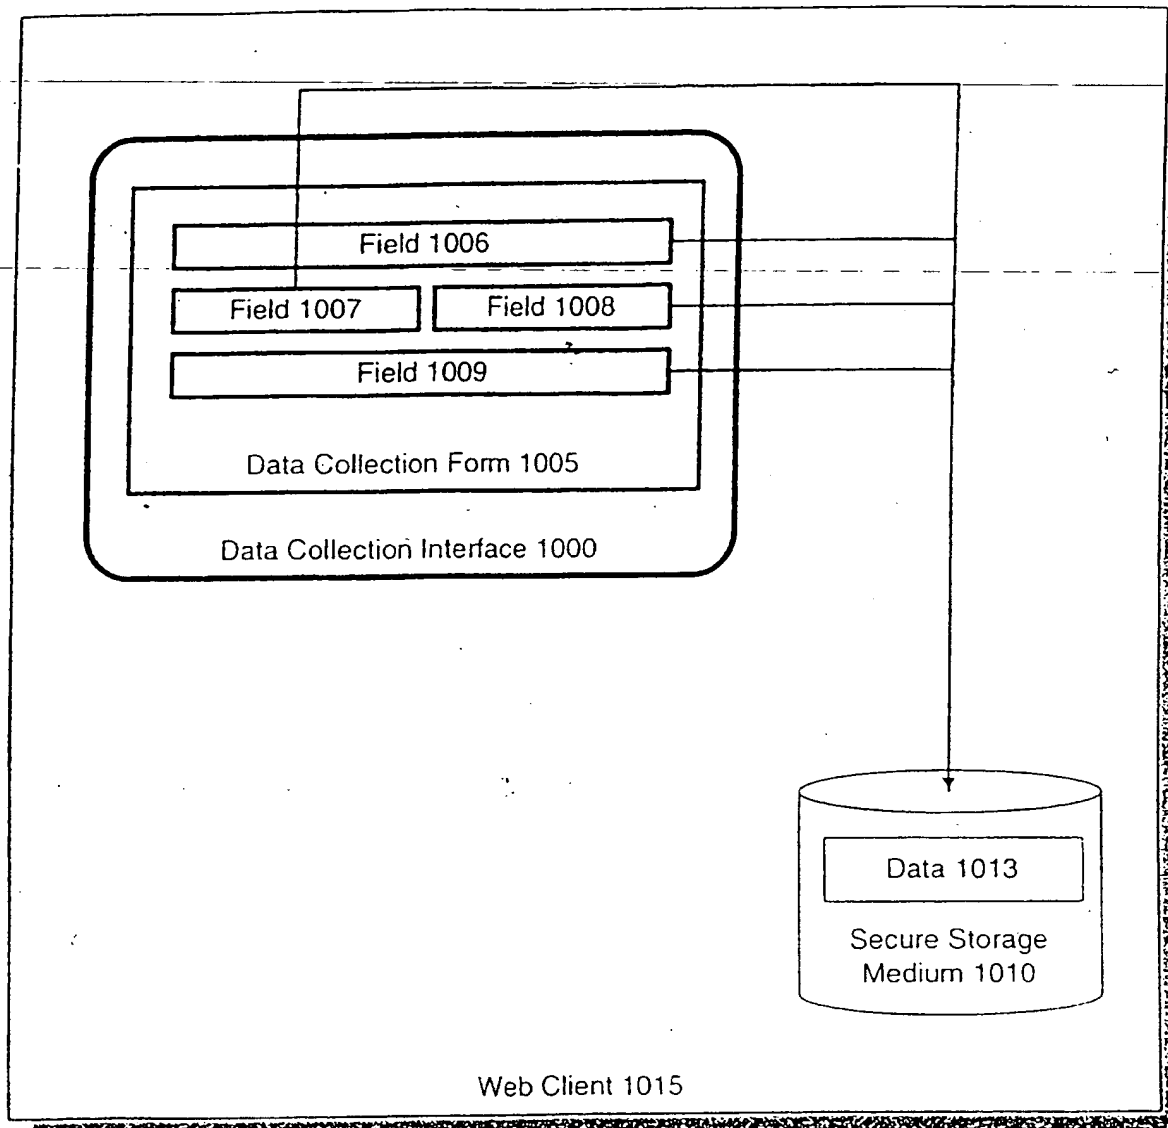 Field 1006
Field 1007
Field 1008
Field 1009
Data Collection Form 1005
Data Collection Interface 1000
Data 1013
Secure Storage
Medium 1010
Web Client 1015